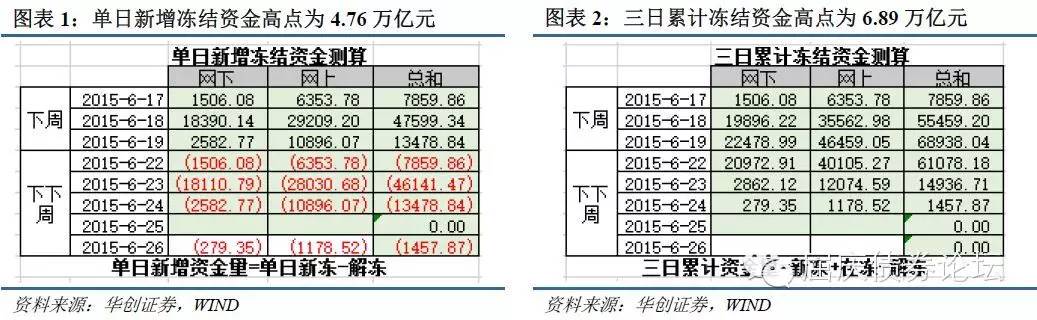 图表 1：单日新增冻结资金高点为 4.76 万亿元
单日新增冻结资金测算
网下 网上 总和
下周 2015-6-17 1506.08 6353.78 7859.86
2015-6-18 18390.14 29209.20 47599.34
2015-6-19 2582.77 10896.07 13478.84
下下周 2015-6-22 (1506.08) (6353.78) (7859.86)
2015-6-23 (18110.79) (28030.68) (46141.47)
2015-6-24 (2582.77) (10896.07) (13478.84)
2015-6-25 0.00
2015-6-26 (279.35) (1178.52) (1457.87)
单日新增资金量=单日新冻-解冻
资料来源：华创证券，WIND
图表 2：三日累计冻结资金高点为 6.89 万亿元
三日累计冻结资金测算
网下 网上 总和
下周 2015-6-17 1506.08 6353.78 7859.86
2015-6-18 19896.22 35562.98 55459.20
2015-6-19 22478.99 46459.05 68938.04
下下周 2015-6-22 20972.91 40105.27 61078.18
2015-6-23 2862.12 12074.59 14936.71
2015-6-24 279.35 1178.52 1457.87
2015-6-25 0.00
2015-6-26 0.00
三日累计资金 新冻+在冻-解冻
屈庆债券论坛
资料来源：华创证券，WIND